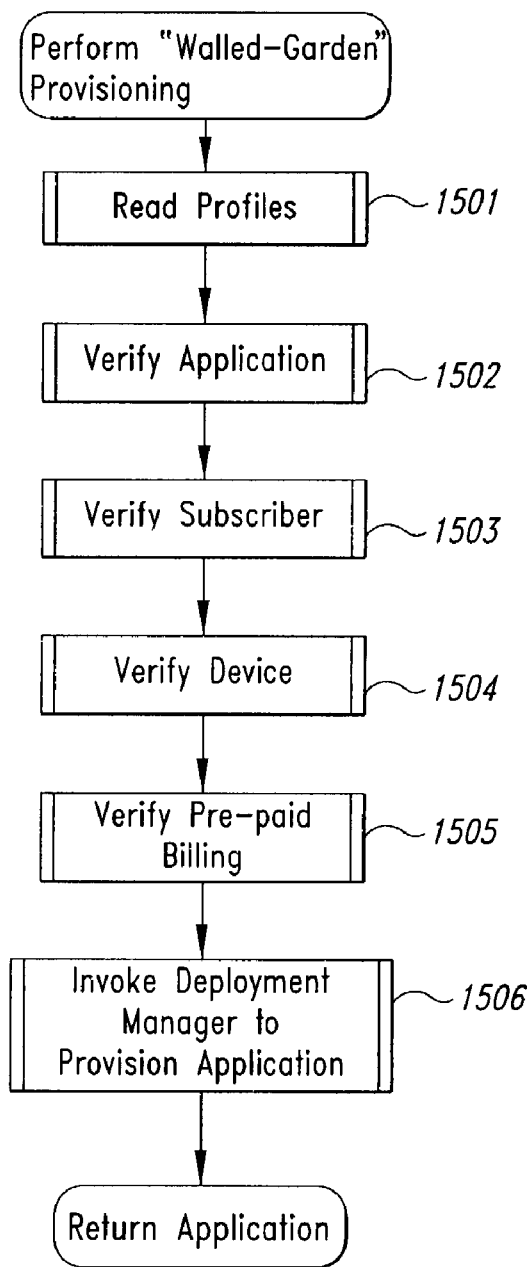 Perform "Walled-Garden"
Provisioning
Read Profiles
1501
Verify Application
1502
Verify Subscriber
1503
Verify Device
1504
Verify Pre-paid
Billing
1505
Invoke Deployment
Manager to
Provision Application
1506
Return Application